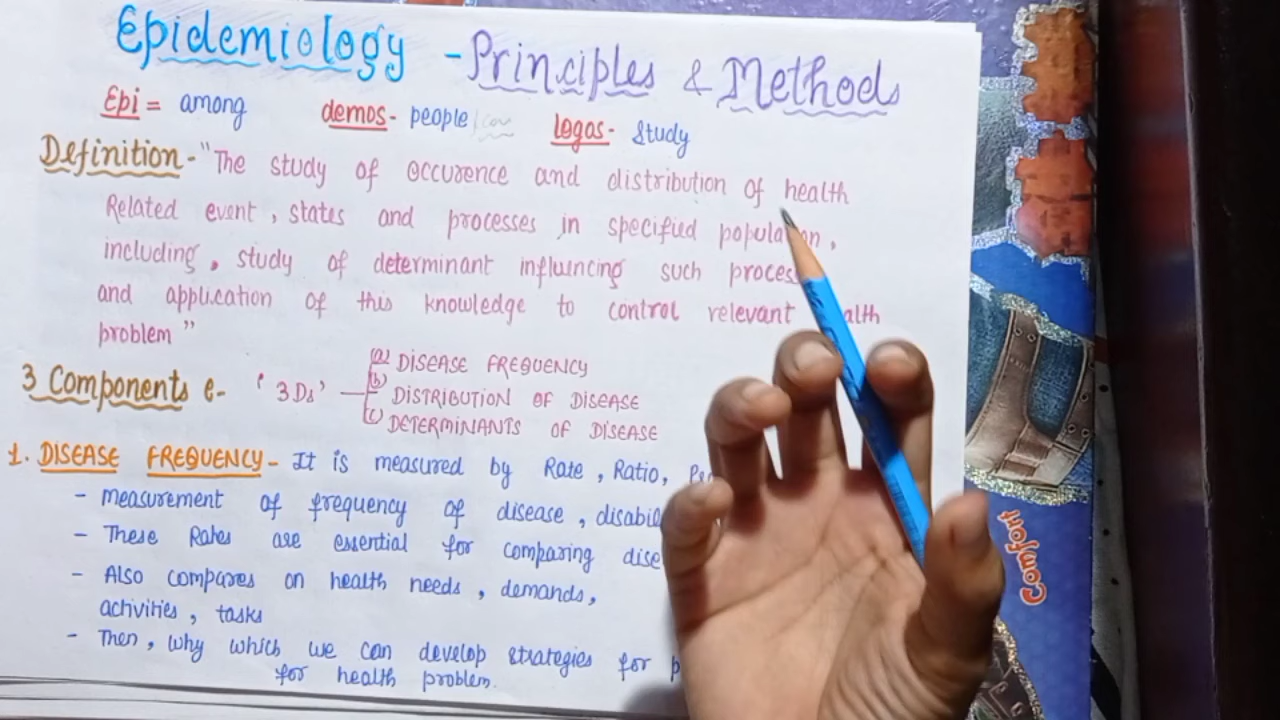 Epidemiology - Principles & Methods
Epi = among demos - people Logos - Study
Definition - "The study of occurence and distribution of health
Related event, states and processes in specified
including, study of determinant influencing such
and application of this knowledge to control relevant
problem"
3 Components :- '3Ds' (a) DISEASE FREQUENCY
(b) DISTRIBUTION OF DISEASE
(c) DETERMINANTS OF DISEASE
1. DISEASE FREQUENCY - It is measured by Rate, Ratio,
- measurement of frequency of disease,
- These Rates are essential for comparing
- Also compares on health needs, demands,
activities, tasks
- Then, why which we can develop strategies for
for health problem.
Comfort